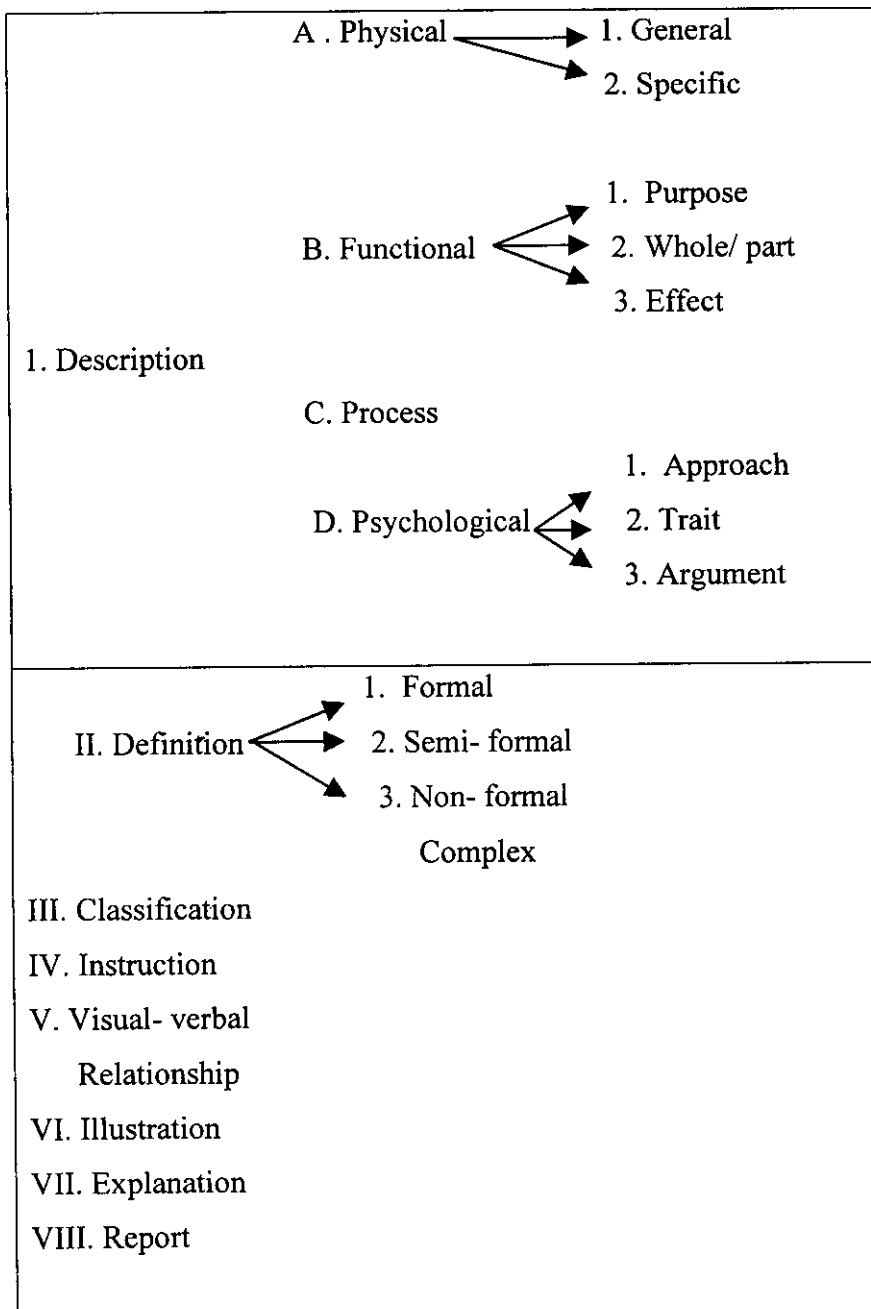 A . Physical 1. General
2. Specific
1. Purpose
B. Functional 2. Whole/ part
3. Effect
1. Description
C. Process
1. Approach
D. Psychological 2. Trait
3. Argument
1. Formal
II. Definition 2. Semi- formal
3. Non- formal
Complex
III. Classification
IV. Instruction
V. Visual- verbal
Relationship
VI. Illustration
VII. Explanation
VIII. Report